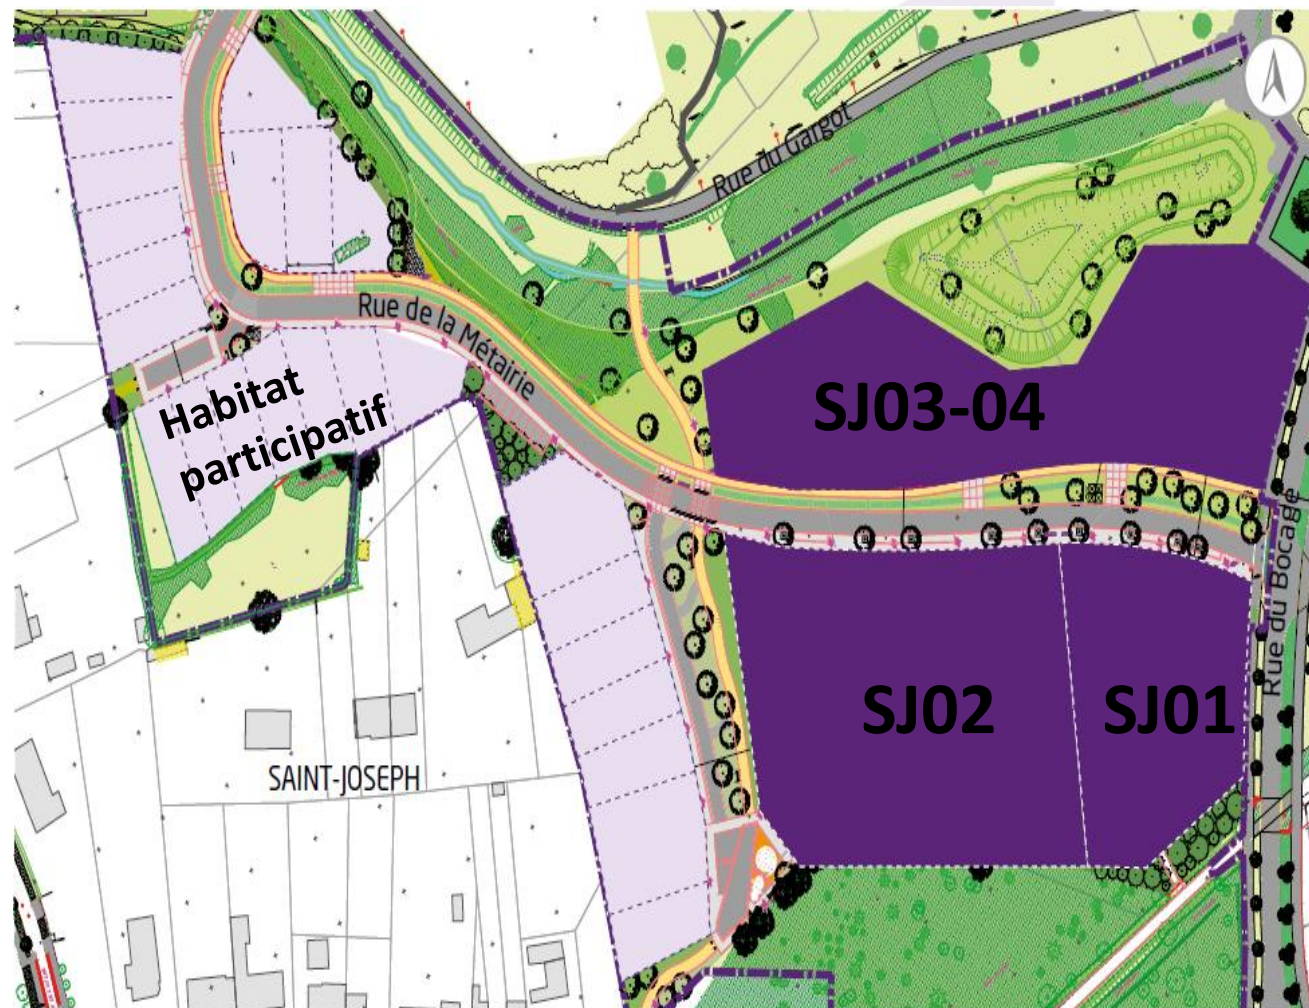 Rue du Gargot
Rue de la Métairie
Habitat
participatif
SJ03-04
Rue du Bocage
SJ02
SJ01
SAINT-JOSEPH